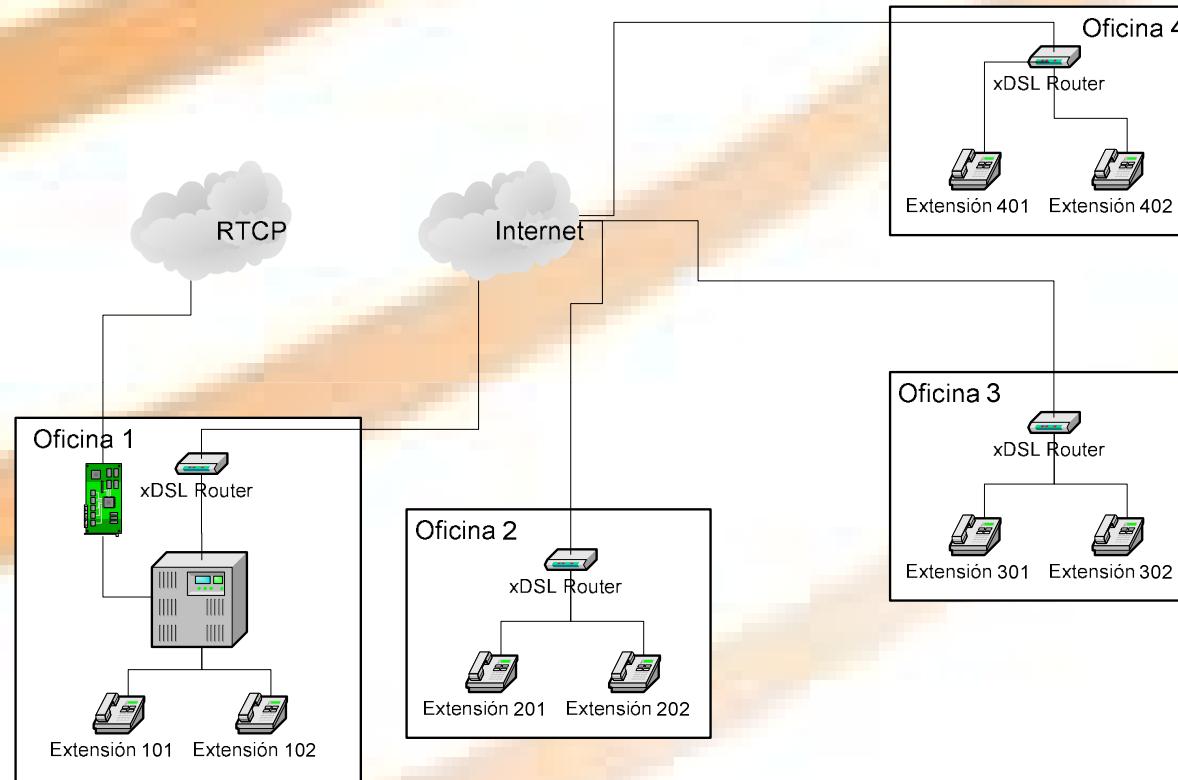 Oficina 4
xDSL Router
Extensión 401 Extensión 402
RTCP
Internet
Oficina 3
xDSL Router
Extensión 301 Extensión 302
Oficina 1
xDSL Router
Extensión 101 Extensión 102
Oficina 2
xDSL Router
Extensión 201 Extensión 202